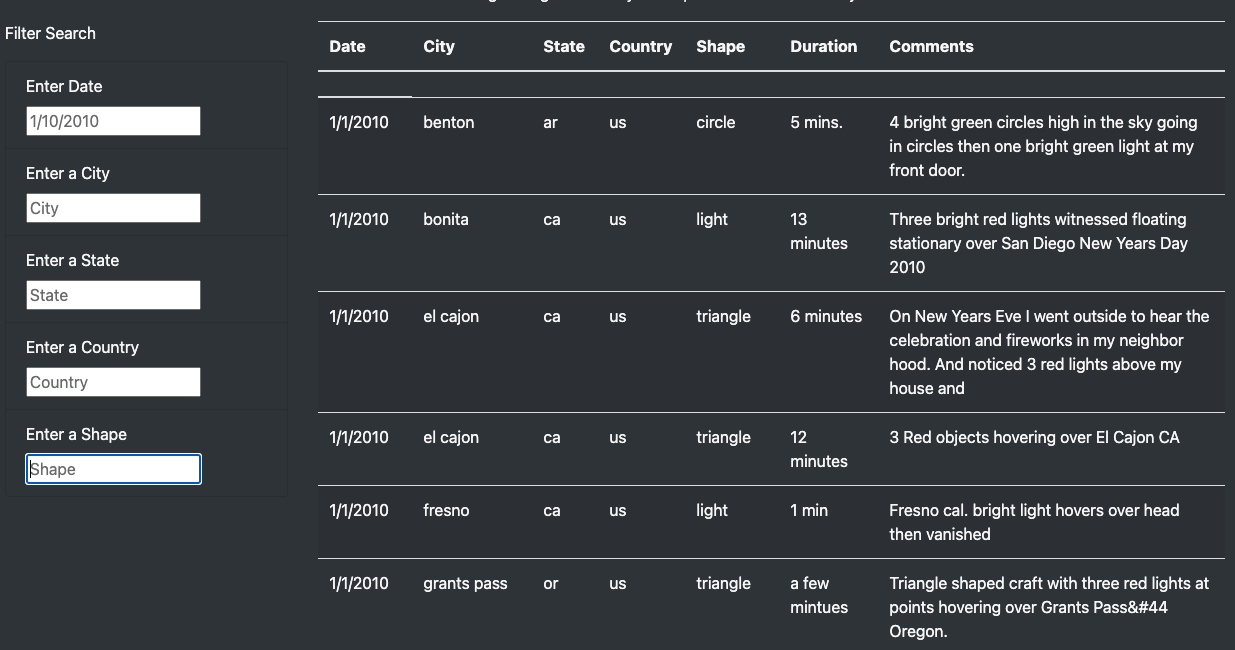 Filter Search
Enter Date
1/10/2010
Enter a City
City
Enter a State
State
Enter a Country
Country
Enter a Shape
Shape
Date City State Country Shape Duration Comments
1/1/2010 benton ar us circle 5 mins. 4 bright green circles high in the sky going
in circles then one bright green light at my
front door.
1/1/2010 bonita ca us light 13 Three bright red lights witnessed floating
minutes stationary over San Diego New Years Day
2010
1/1/2010 el cajon ca us triangle 6 minutes On New Years Eve I went outside to hear the
celebration and fireworks in my neighbor
hood. And noticed 3 red lights above my
house and
1/1/2010 el cajon ca us triangle 12 3 Red objects hovering over El Cajon CA
minutes
1/1/2010 fresno ca us light 1 min Fresno cal. bright light hovers over head
then vanished
1/1/2010 grants pass or us triangle a few Triangle shaped craft with three red lights at
mintues points hovering over Grants Pass&#44
Oregon.